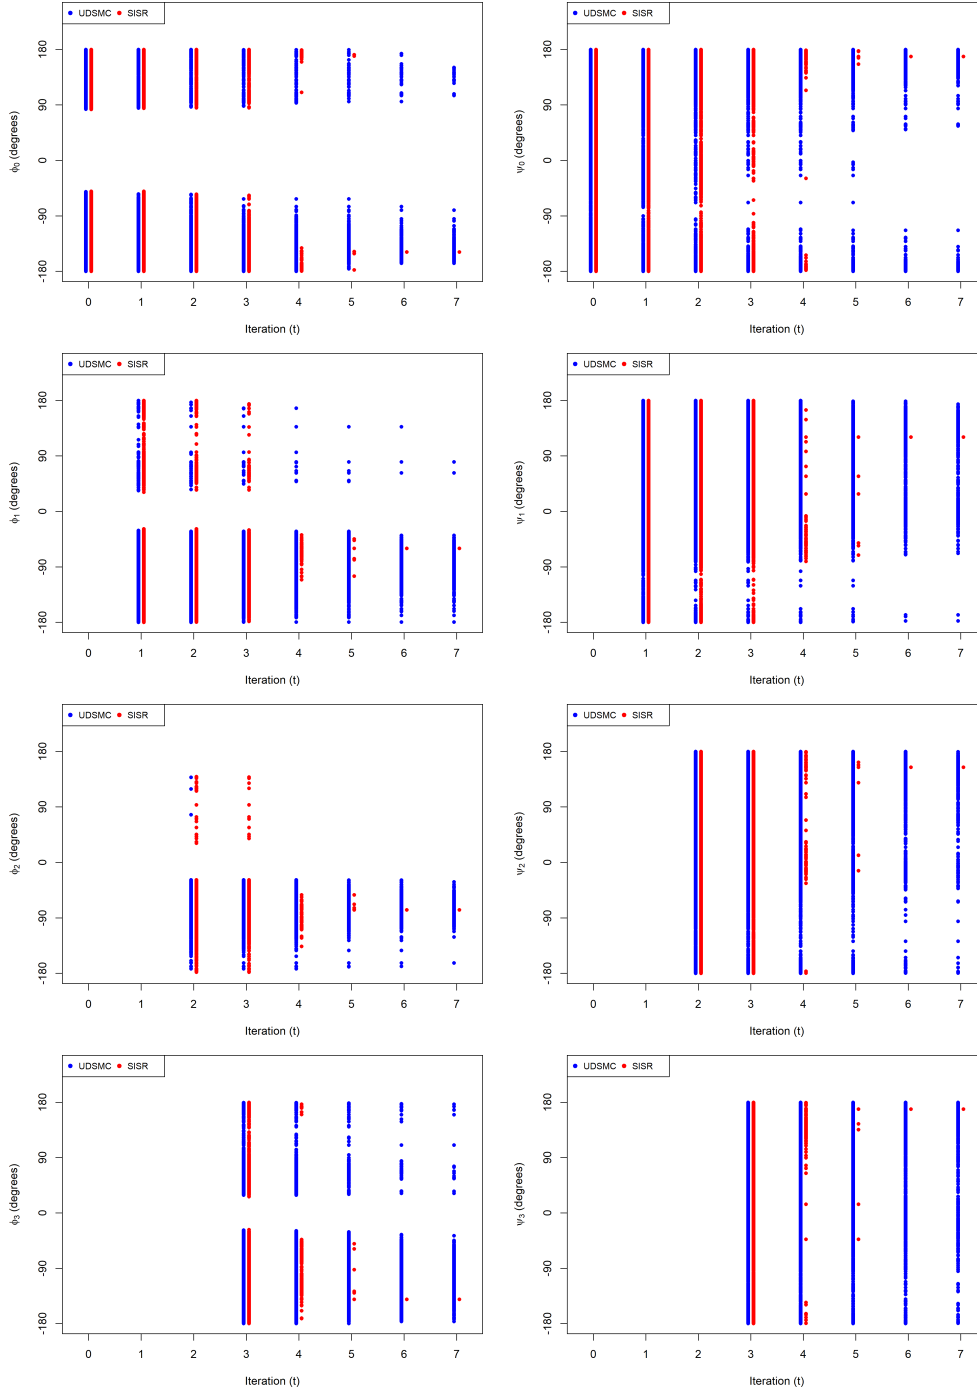 UDSMC SISR
180
90
0
-90
-180
ϕ0 (degrees)
0 1 2 3 4 5 6 7
Iteration (t)
UDSMC SISR
180
90
0
-90
-180
ψ0 (degrees)
0 1 2 3 4 5 6 7
Iteration (t)
UDSMC SISR
180
90
0
-90
-180
ϕ1 (degrees)
0 1 2 3 4 5 6 7
Iteration (t)
UDSMC SISR
180
90
0
-90
-180
ψ1 (degrees)
0 1 2 3 4 5 6 7
Iteration (t)
UDSMC SISR
180
90
0
-90
-180
ϕ2 (degrees)
0 1 2 3 4 5 6 7
Iteration (t)
UDSMC SISR
180
90
0
-90
-180
ψ2 (degrees)
0 1 2 3 4 5 6 7
Iteration (t)
UDSMC SISR
180
90
0
-90
-180
ϕ3 (degrees)
0 1 2 3 4 5 6 7
Iteration (t)
UDSMC SISR
180
90
0
-90
-180
ψ3 (degrees)
0 1 2 3 4 5 6 7
Iteration (t)